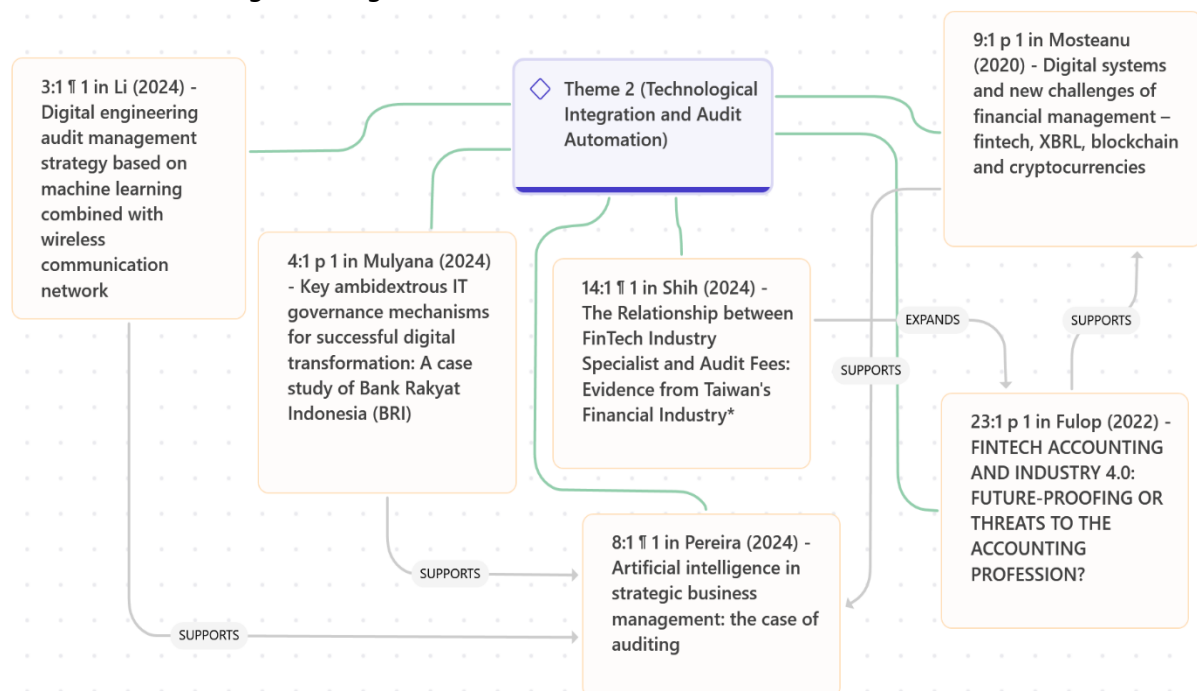 3:1 ¶ 1 in Li (2024) -
Digital engineering
audit management
strategy based on
machine learning
combined with
wireless
communication
network
4:1 p 1 in Mulyana (2024)
- Key ambidextrous IT
governance mechanisms
for successful digital
transformation: A case
study of Bank Rakyat
Indonesia (BRI)
Theme 2 (Technological
Integration and Audit
Automation)
14:1 ¶ 1 in Shih (2024) -
The Relationship between
FinTech Industry
Specialist and Audit Fees:
Evidence from Taiwan's
Financial Industry*
9:1 p 1 in Mosteanu
(2020) - Digital systems
and new challenges of
financial management –
fintech, XBRL, blockchain
and cryptocurrencies
EXPANDS
SUPPORTS
SUPPORTS
23:1 p 1 in Fulop (2022) -
FINTECH ACCOUNTING
AND INDUSTRY 4.0:
FUTURE-PROOFING OR
THREATS TO THE
ACCOUNTING
PROFESSION?
8:1 ¶ 1 in Pereira (2024) -
Artificial intelligence in
strategic business
management: the case of
auditing
SUPPORTS
SUPPORTS